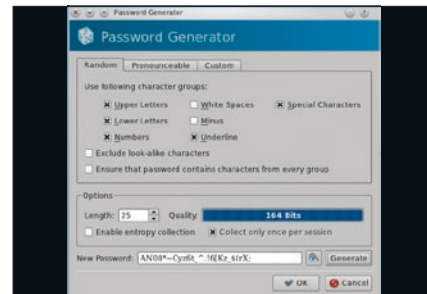 Password Generator
Password Generator
Random Pronounceable Custom
Use following character groups:
Upper Letters White Spaces Special Characters
Lower Letters Minus
Numbers Underline
Exclude look-alike characters
Ensure that password contains characters from every group
Options
Length: 25 Quality: 164 Bits
Enable entropy collection Collect only once per session
New Password: Generate
OK Cancel